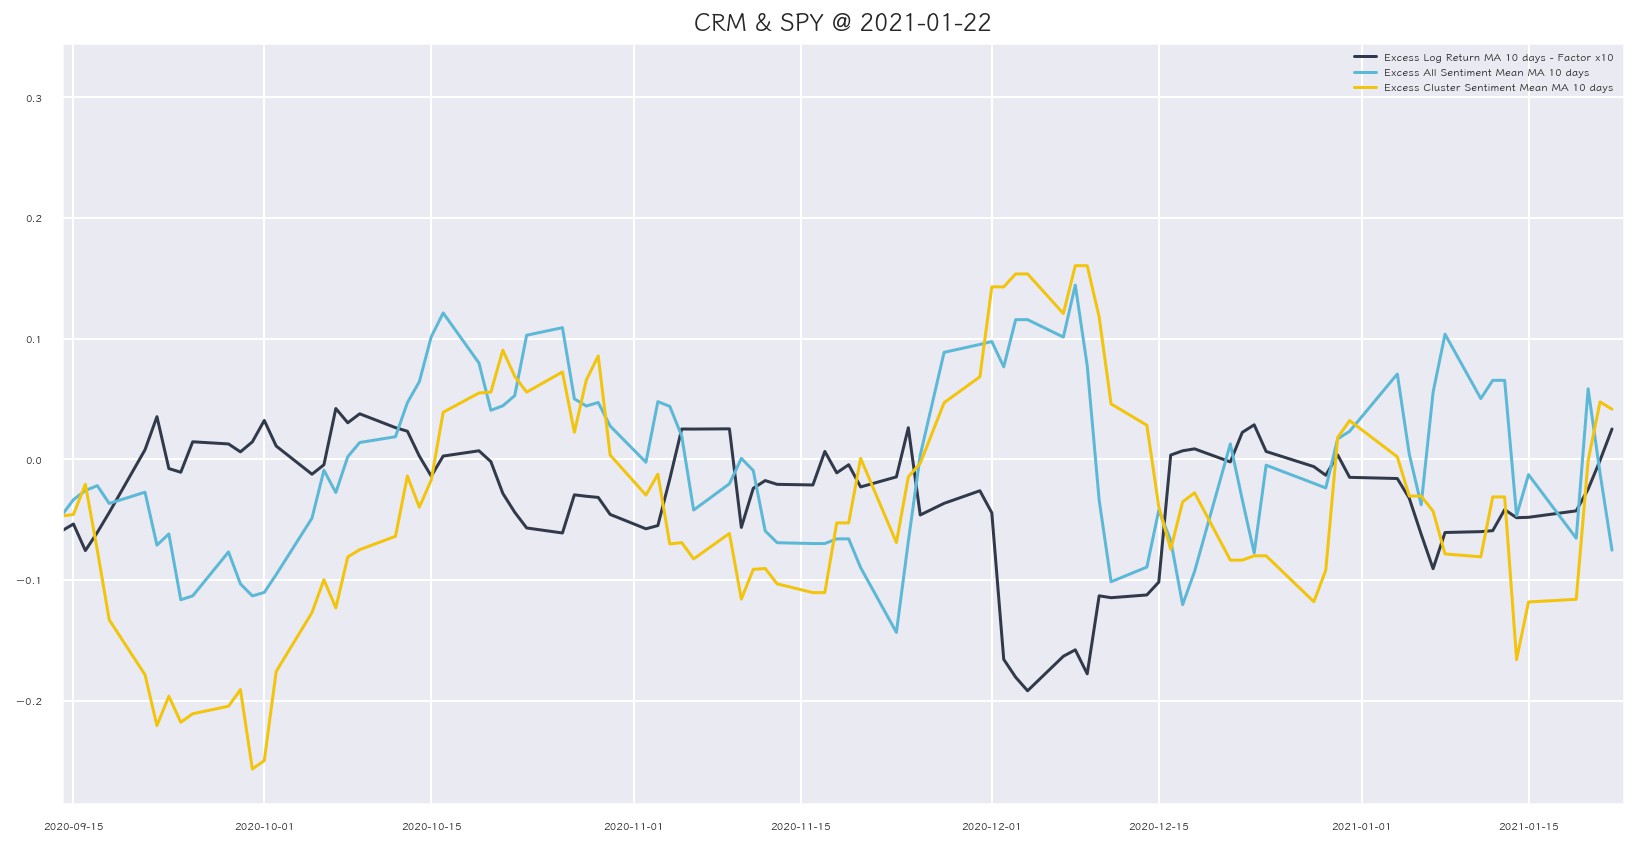 CRM & SPY @ 2021-01-22
Excess Log Return MA 10 days - Factor x10
Excess All Sentiment Mean MA 10 days
Excess Cluster Sentiment Mean MA 10 days
0.3
0.2
0.1
0.0
−0.1
−0.2
2020-09-15 2020-10-01 2020-10-15 2020-11-01 2020-11-15 2020-12-01 2020-12-15 2021-01-01 2021-01-15